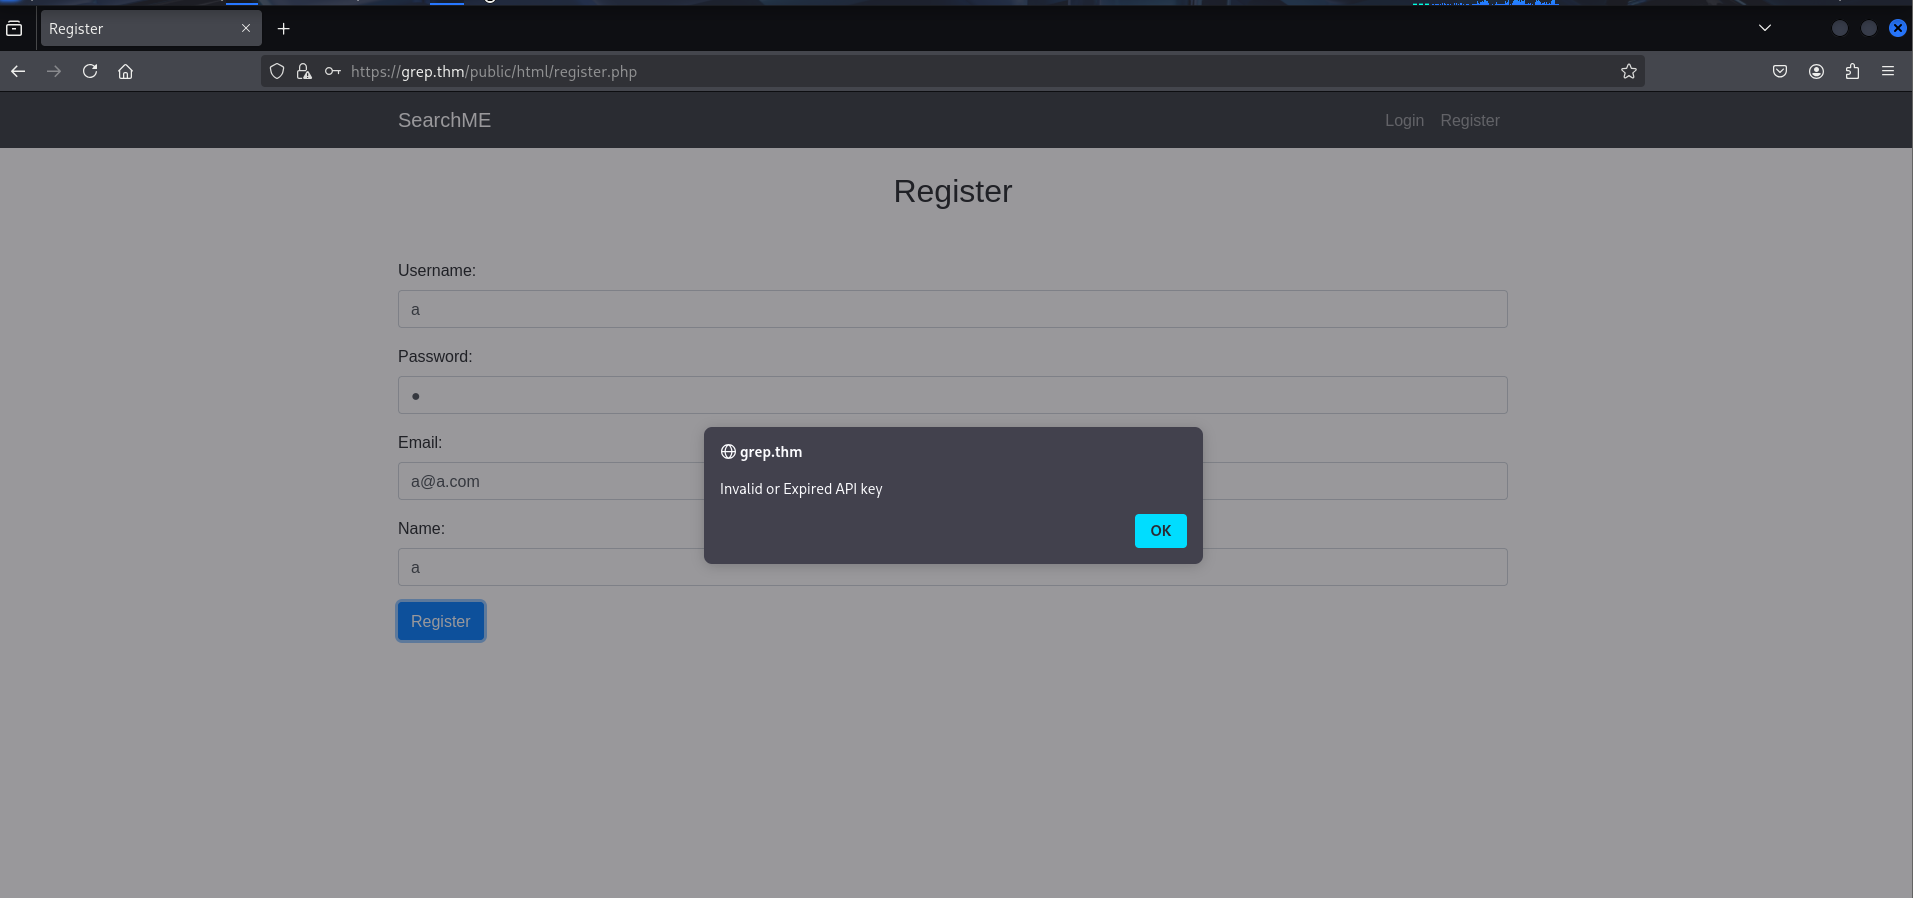 Register
https://grep.thm/public/html/register.php
SearchME
Login Register
Register
Username:
a
Password:
Email:
a@a.com
Name:
a
Register
grep.thm
Invalid or Expired API key
OK